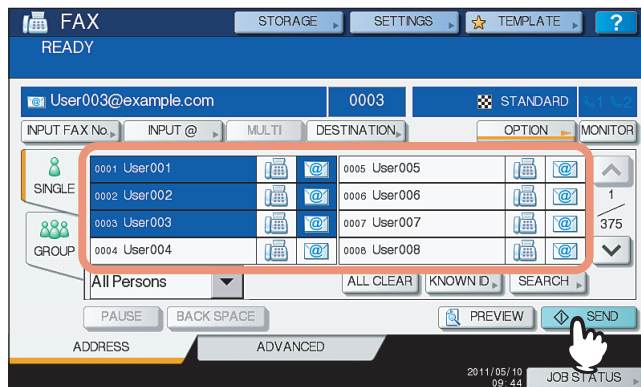 FAX STORAGE SETTINGS TEMPLATE ?
READY
@ User003@example.com 0003 STANDARD 1 2
INPUT FAX No. INPUT @ MULTI DESTINATION OPTION MONITOR
SINGLE
0001 User001 @ 0005 User005 @
0002 User002 @ 0006 User006 @
1
0003 User003 @ 0007 User007 @
375
GROUP
0004 User004 @ 0008 User008 @
All Persons ALL CLEAR KNOWN ID SEARCH
PAUSE BACK SPACE PREVIEW SEND
ADDRESS ADVANCED
2011/05/10
09:44 JOB STATUS